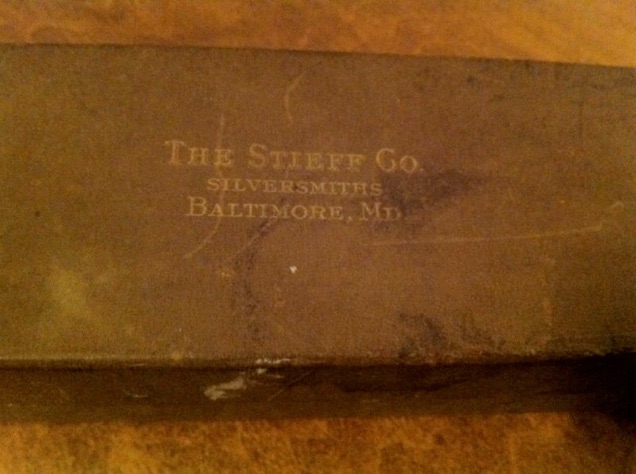 The Stieff Co.
SILVERSMITHS
Baltimore, Md.